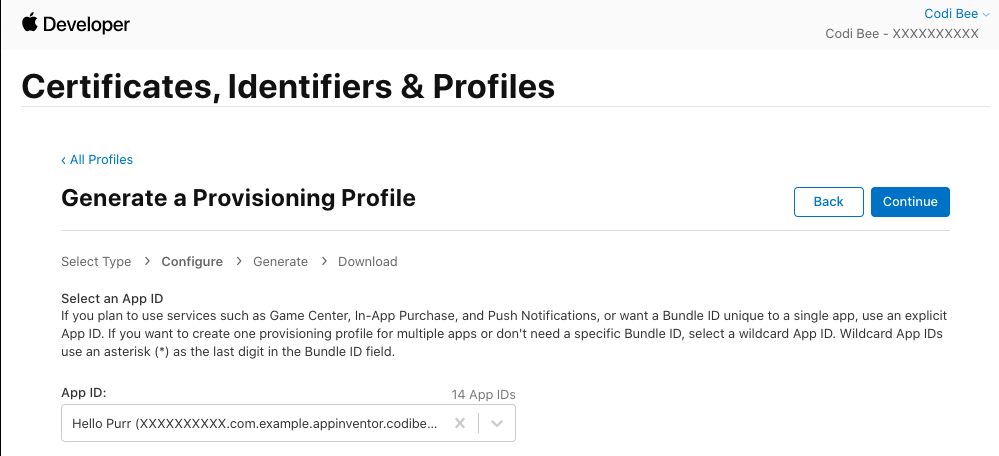 Developer
Codi Bee
Codi Bee - XXXXXXXXXX
Certificates, Identifiers & Profiles
‹ All Profiles
Generate a Provisioning Profile
Back
Continue
Select Type > Configure > Generate > Download
Select an App ID
If you plan to use services such as Game Center, In-App Purchase, and Push Notifications, or want a Bundle ID unique to a single app, use an explicit
App ID. If you want to create one provisioning profile for multiple apps or don't need a specific Bundle ID, select a wildcard App ID. Wildcard App IDs
use an asterisk (*) as the last digit in the Bundle ID field.
App ID:
14 App IDs
Hello Purr (XXXXXXXXXX.com.example.appinventor.codibe...